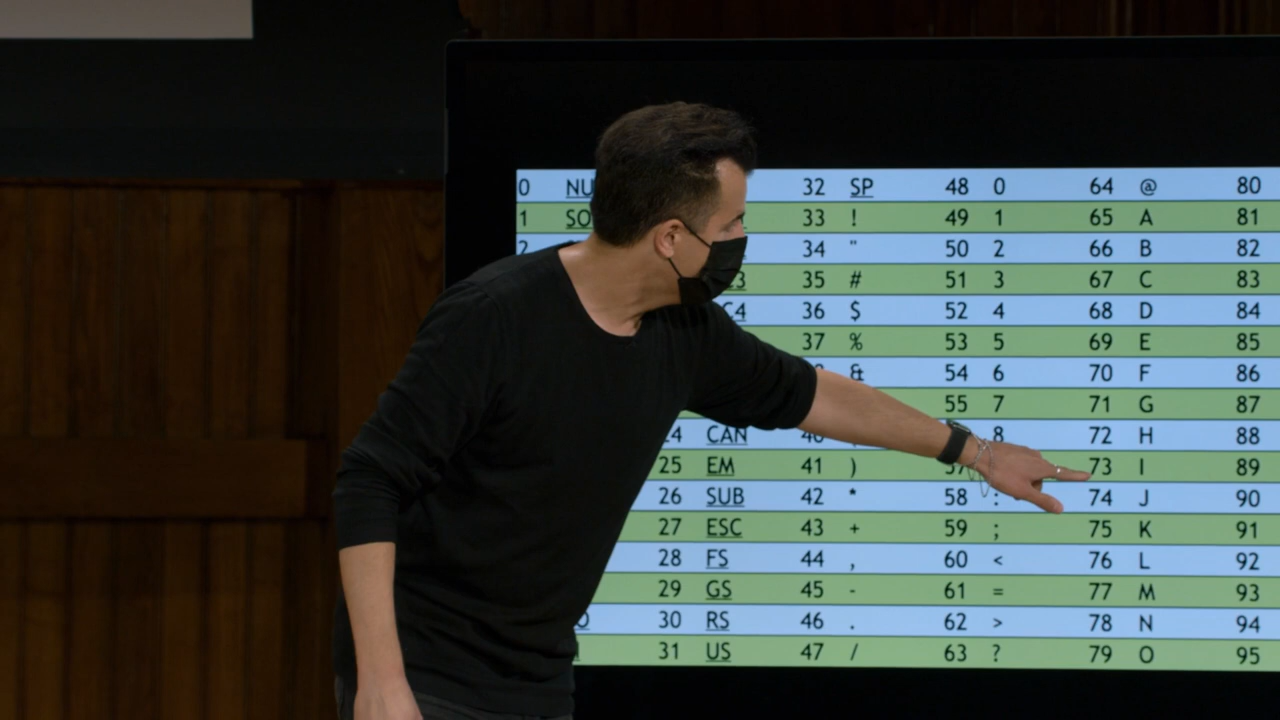 0 NU 32 SP 48 0 64 @ 80
1 SO 33 ! 49 1 65 A 81
2 34 " 50 2 66 B 82
35 # 51 3 67 C 83
C4 36 $ 52 4 68 D 84
37 % 53 5 69 E 85
& 54 6 70 F 86
55 7 71 G 87
CAN 8 72 H 88
25 EM 41 ) 57 73 I 89
26 SUB 42 * 58 : 74 J 90
27 ESC 43 + 59 ; 75 K 91
28 FS 44 , 60 < 76 L 92
29 GS 45 - 61 = 77 M 93
30 RS 46 . 62 > 78 N 94
31 US 47 / 63 ? 79 O 95